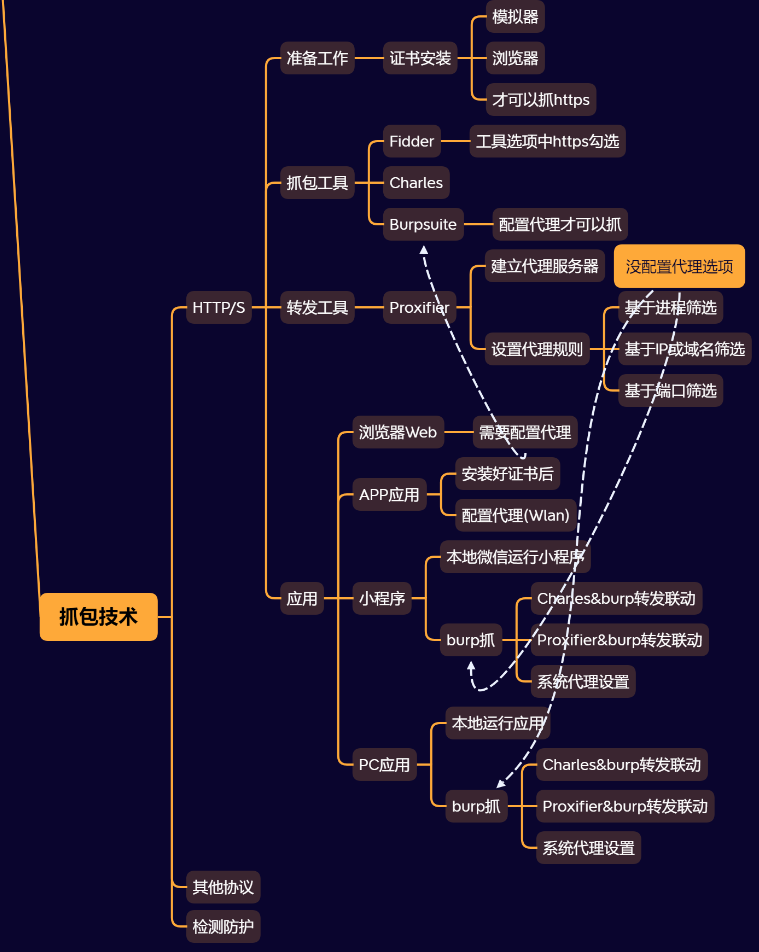 模拟器
准备工作
证书安装
浏览器
才可以抓https
Fidder
工具选项中https勾选
抓包工具
Charles
Burpsuite
配置代理才可以抓
建立代理服务器
没配置代理选项
HTTP/S
转发工具
Proxifier
基于进程筛选
设置代理规则
基于IP或域名筛选
基于端口筛选
浏览器Web
需要配置代理
APP应用
安装好证书后
配置代理(Wlan)
本地微信运行小程序
抓包技术
应用
小程序
Charles&burp转发联动
burp抓
Proxifier&burp转发联动
系统代理设置
本地运行应用
PC应用
Charles&burp转发联动
burp抓
Proxifier&burp转发联动
系统代理设置
其他协议
检测防护